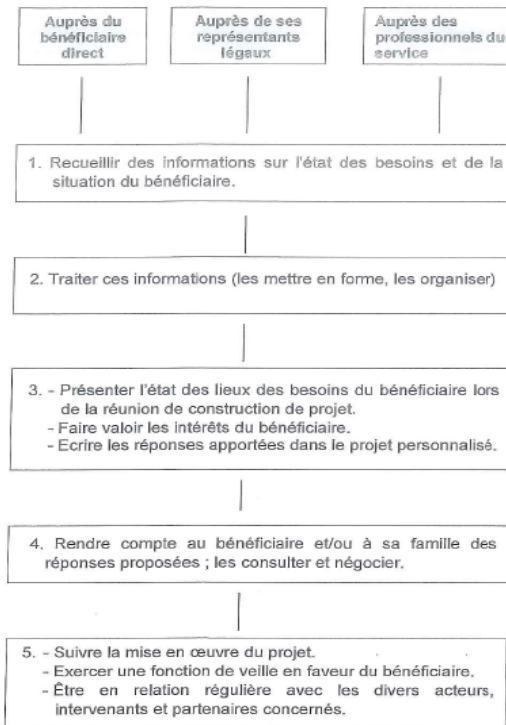 Auprès du
bénéficiaire
direct
Auprès de ses
représentants
légaux
Auprès des
professionnels du
service
1. Recueillir des informations sur l'état des besoins et de la
situation du bénéficiaire.
2. Traiter ces informations (les mettre en forme, les organiser)
3. - Présenter l'état des lieux des besoins du bénéficiaire lors
de la réunion de construction de projet.
- Faire valoir les intérêts du bénéficiaire.
- Ecrire les réponses apportées dans le projet personnalisé.
4. Rendre compte au bénéficiaire et/ou à sa famille des
réponses proposées ; les consulter et négocier.
5. - Suivre la mise en œuvre du projet.
- Exercer une fonction de veille en faveur du bénéficiaire.
- Être en relation régulière avec les divers acteurs,
intervenants et partenaires concernés.